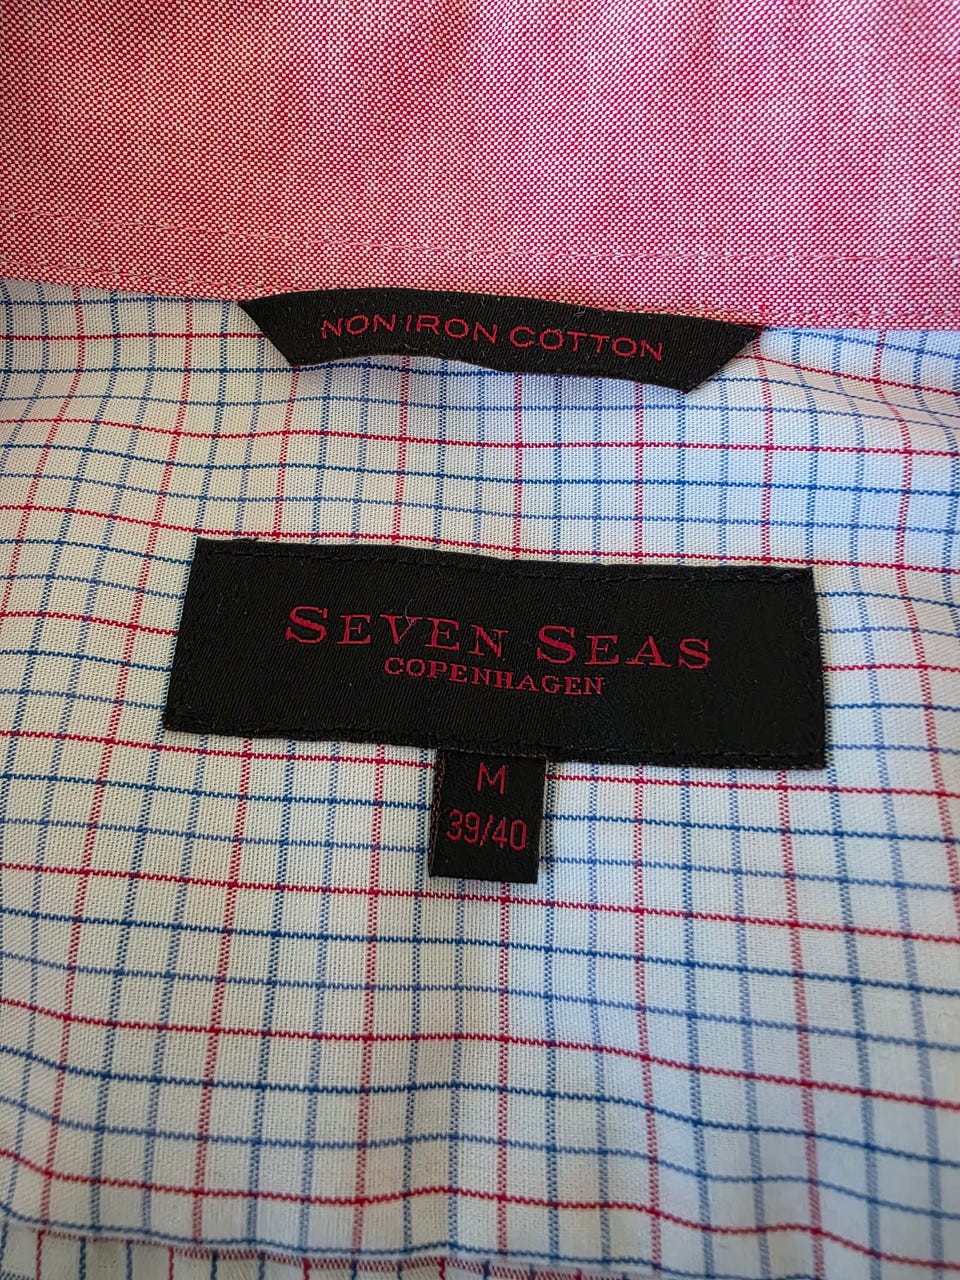 NON IRON COTTON
SEVEN SEAS
COPENHAGEN
M
39/40